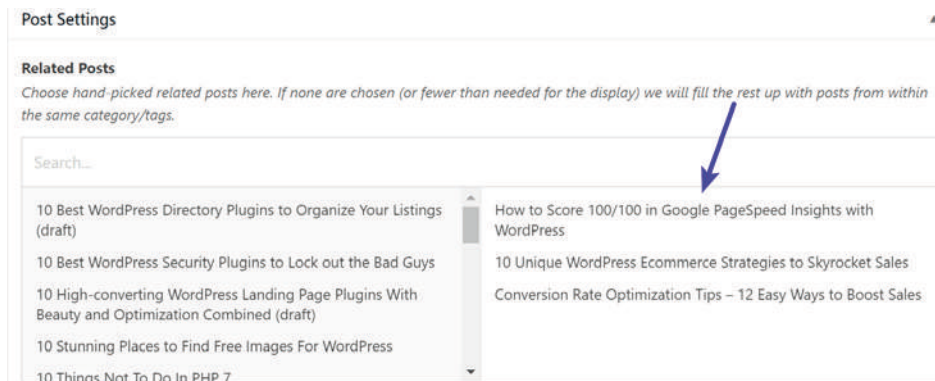 Post Settings
Related Posts
Choose hand-picked related posts here. If none are chosen (or fewer than needed for the display) we will fill the rest up with posts from within
the same category/tags.
Search...
10 Best WordPress Directory Plugins to Organize Your Listings
(draft)
10 Best WordPress Security Plugins to Lock out the Bad Guys
10 High-converting WordPress Landing Page Plugins With
Beauty and Optimization Combined (draft)
10 Stunning Places to Find Free Images For WordPress
10 Things Not To Do In PHP 7
How to Score 100/100 in Google PageSpeed Insights with
WordPress
10 Unique WordPress Ecommerce Strategies to Skyrocket Sales
Conversion Rate Optimization Tips – 12 Easy Ways to Boost Sales